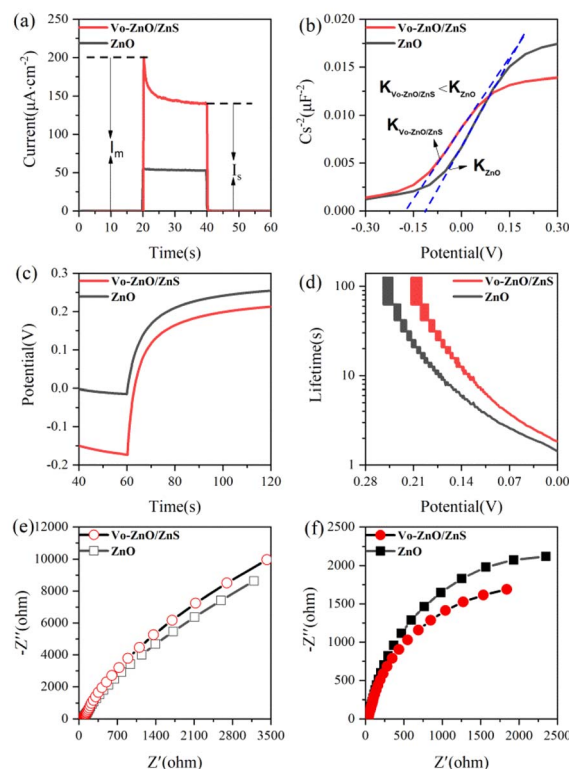 (a)
Vo-ZnO/ZnS
ZnO
Current(μA·cm⁻²)
250
200
150
100
50
0
Iₘ
Iₛ
0 10 20 30 40 50 60
Time(s)
(b)
Vo-ZnO/ZnS
ZnO
Cs⁻²(μF⁻²)
0.020
0.015
0.010
0.005
0.000
K_Vo-ZnO/ZnS < K_ZnO
K_Vo-ZnO/ZnS
K_ZnO
-0.30 -0.15 0.00 0.15 0.30
Potential(V)
(c)
Vo-ZnO/ZnS
ZnO
Potential(V)
0.3
0.2
0.1
0.0
-0.1
-0.2
40 60 80 100 120
Time(s)
(d)
Vo-ZnO/ZnS
ZnO
Lifetime(s)
100
10
1
0.28 0.21 0.14 0.07 0.00
Potential(V)
(e)
Vo-ZnO/ZnS
ZnO
-Z''(ohm)
12000
10000
8000
6000
4000
2000
0
0 700 1400 2100 2800 3500
Z'(ohm)
(f)
Vo-ZnO/ZnS
ZnO
-Z''(ohm)
2500
2000
1500
1000
500
0
0 500 1000 1500 2000 2500
Z'(ohm)